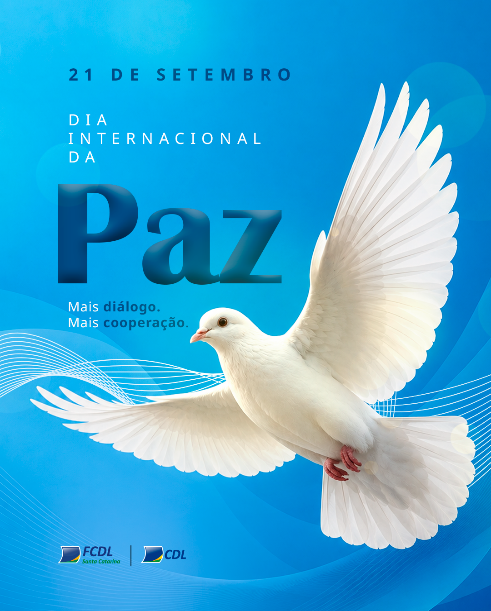 21 DE SETEMBRO
DIA
INTERNACIONAL
DA
Paz
Mais diálogo.
Mais cooperação.
FCDL
Santa Catarina
CDL